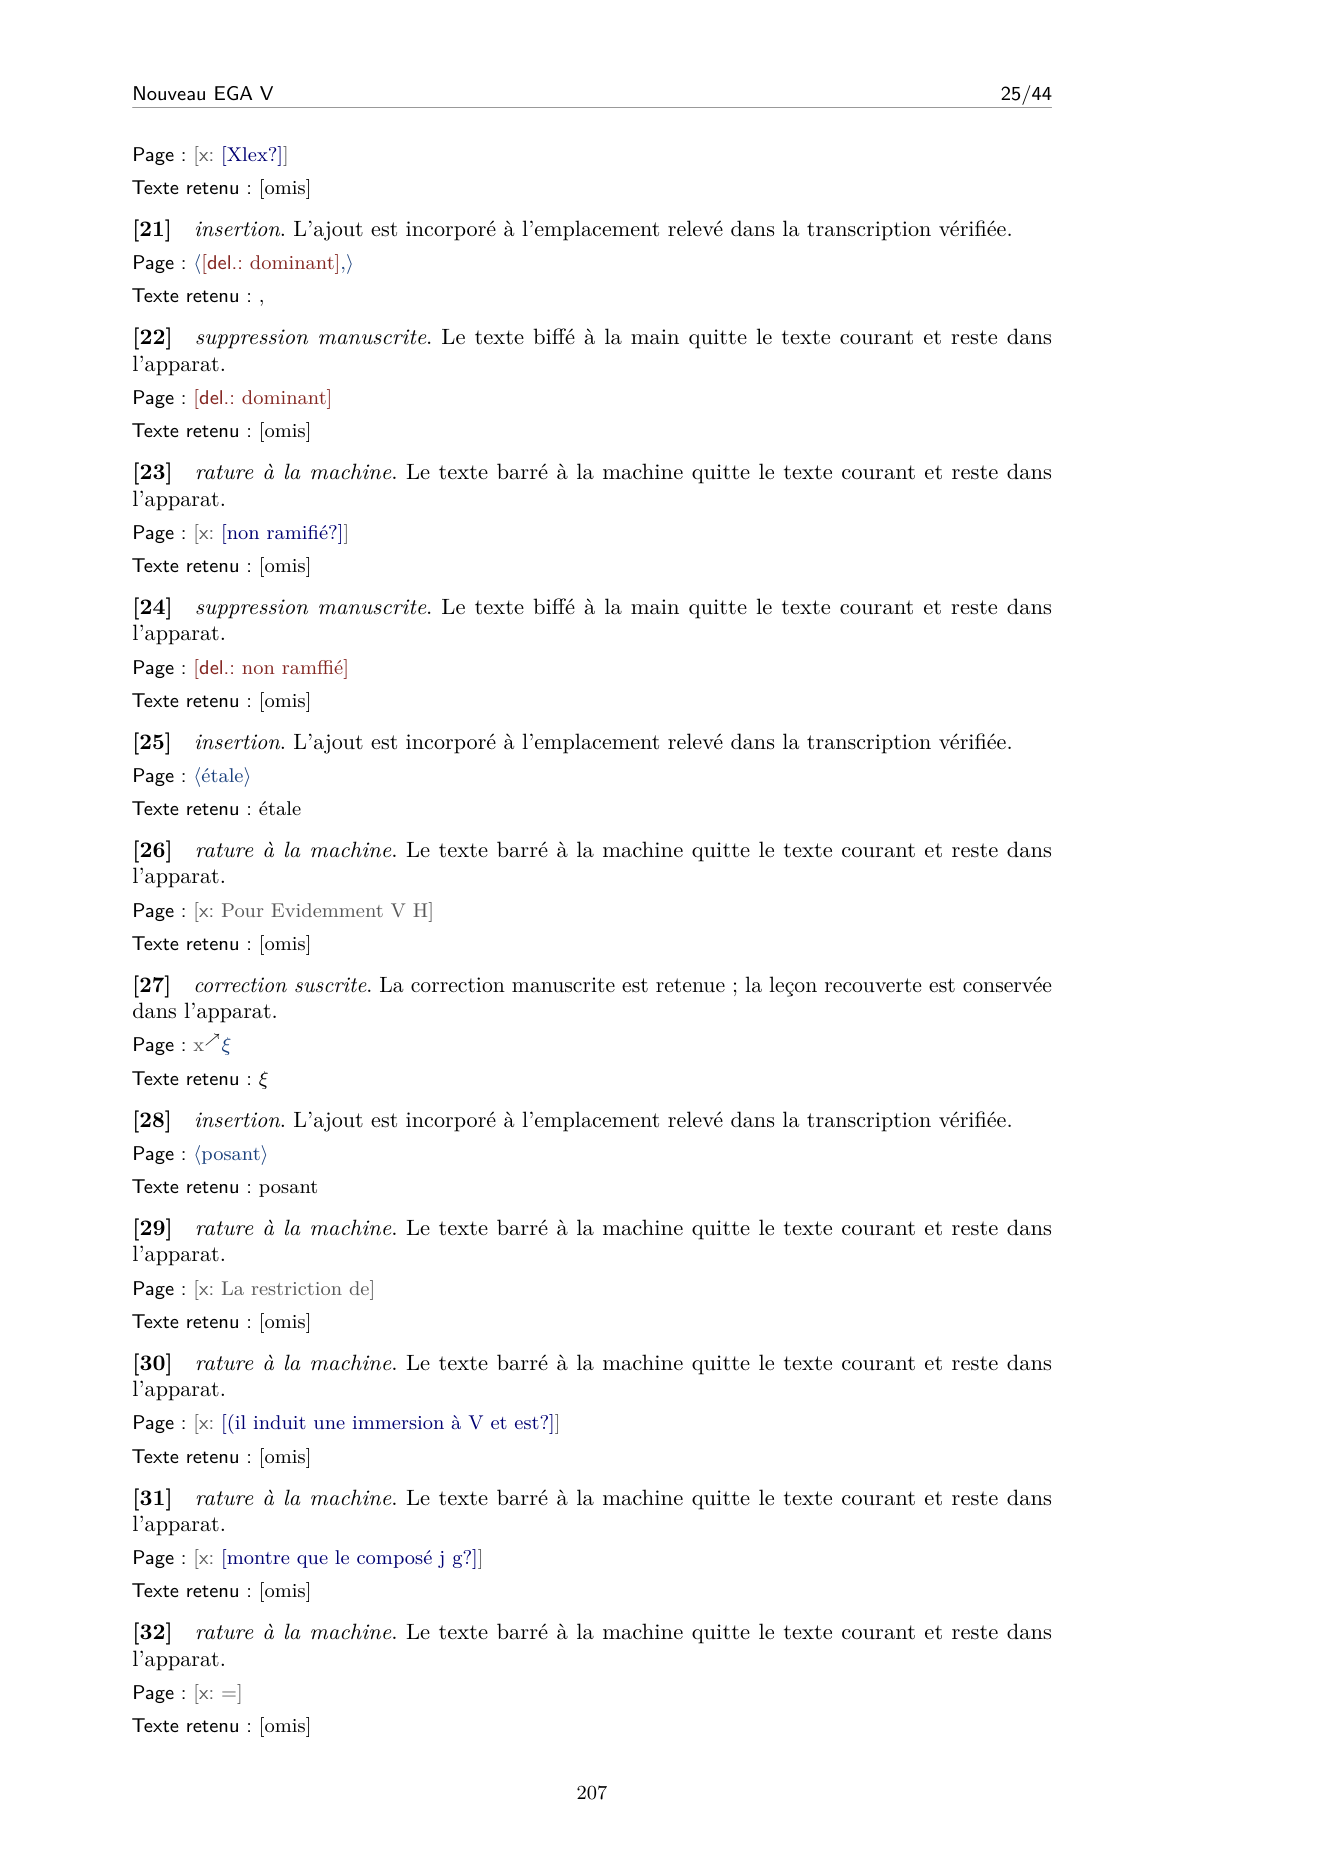 Nouveau EGA V 25/44
Page : [x: [Xlex?]]
Texte retenu : [omis]
[21] insertion. L'ajout est incorporé à l'emplacement relevé dans la transcription vérifiée.
Page : ⟨[del.: dominant],⟩
Texte retenu : ,
[22] suppression manuscrite. Le texte biffé à la main quitte le texte courant et reste dans
l'apparat.
Page : [del.: dominant]
Texte retenu : [omis]
[23] rature à la machine. Le texte barré à la machine quitte le texte courant et reste dans
l'apparat.
Page : [x: [non ramifié?]]
Texte retenu : [omis]
[24] suppression manuscrite. Le texte biffé à la main quitte le texte courant et reste dans
l'apparat.
Page : [del.: non ramffié]
Texte retenu : [omis]
[25] insertion. L'ajout est incorporé à l'emplacement relevé dans la transcription vérifiée.
Page : ⟨étale⟩
Texte retenu : étale
[26] rature à la machine. Le texte barré à la machine quitte le texte courant et reste dans
l'apparat.
Page : [x: Pour Evidemment V H]
Texte retenu : [omis]
[27] correction suscrite. La correction manuscrite est retenue ; la leçon recouverte est conservée
dans l'apparat.
Page : x↗ξ
Texte retenu : ξ
[28] insertion. L'ajout est incorporé à l'emplacement relevé dans la transcription vérifiée.
Page : ⟨posant⟩
Texte retenu : posant
[29] rature à la machine. Le texte barré à la machine quitte le texte courant et reste dans
l'apparat.
Page : [x: La restriction de]
Texte retenu : [omis]
[30] rature à la machine. Le texte barré à la machine quitte le texte courant et reste dans
l'apparat.
Page : [x: [(il induit une immersion à V et est?]]
Texte retenu : [omis]
[31] rature à la machine. Le texte barré à la machine quitte le texte courant et reste dans
l'apparat.
Page : [x: [montre que le composé j g?]]
Texte retenu : [omis]
[32] rature à la machine. Le texte barré à la machine quitte le texte courant et reste dans
l'apparat.
Page : [x: =]
Texte retenu : [omis]
207